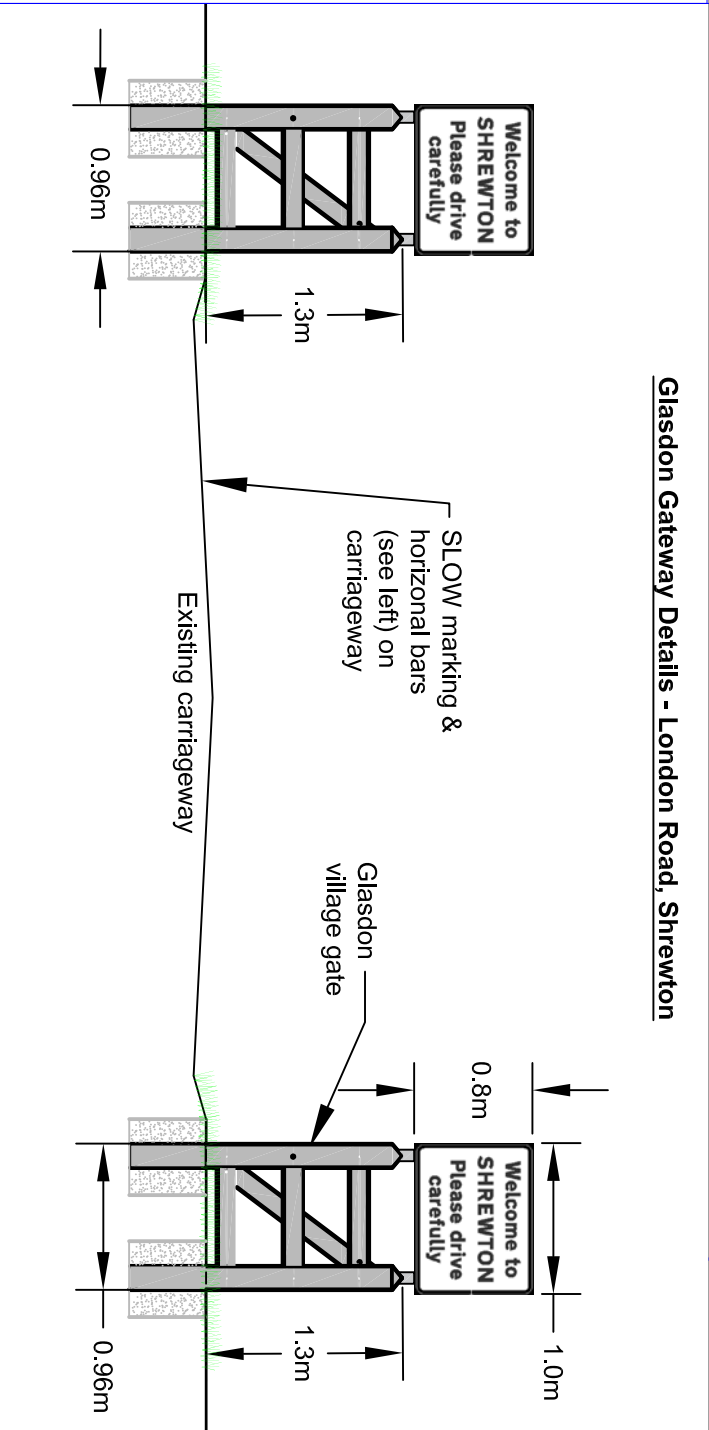 Glasdon Gateway Details - London Road, Shrewton
Welcome to
SHREWTON
Please drive
carefully
1.3m
0.96m
SLOW marking &
horizonal bars
(see left) on
carriageway
Existing carriageway
Glasdon
village gate
0.8m
1.0m
Welcome to
SHREWTON
Please drive
carefully
1.3m
0.96m